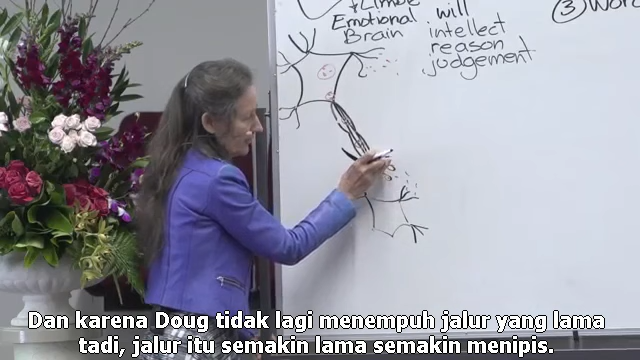 Limbic
Emotional
Brain
will
intellect
reason
judgement
③ Word
Dan karena Doug tidak lagi menempuh jalur yang lama
tadi, jalur itu semakin lama semakin menipis.